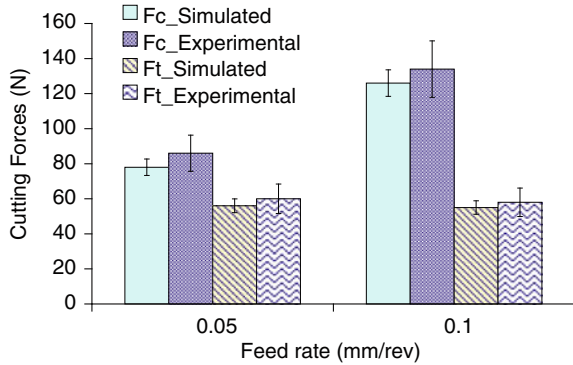 160
140
120
100
80
60
40
20
0
Cutting Forces (N)
Fc_Simulated
Fc_Experimental
Ft_Simulated
Ft_Experimental
0.05
0.1
Feed rate (mm/rev)